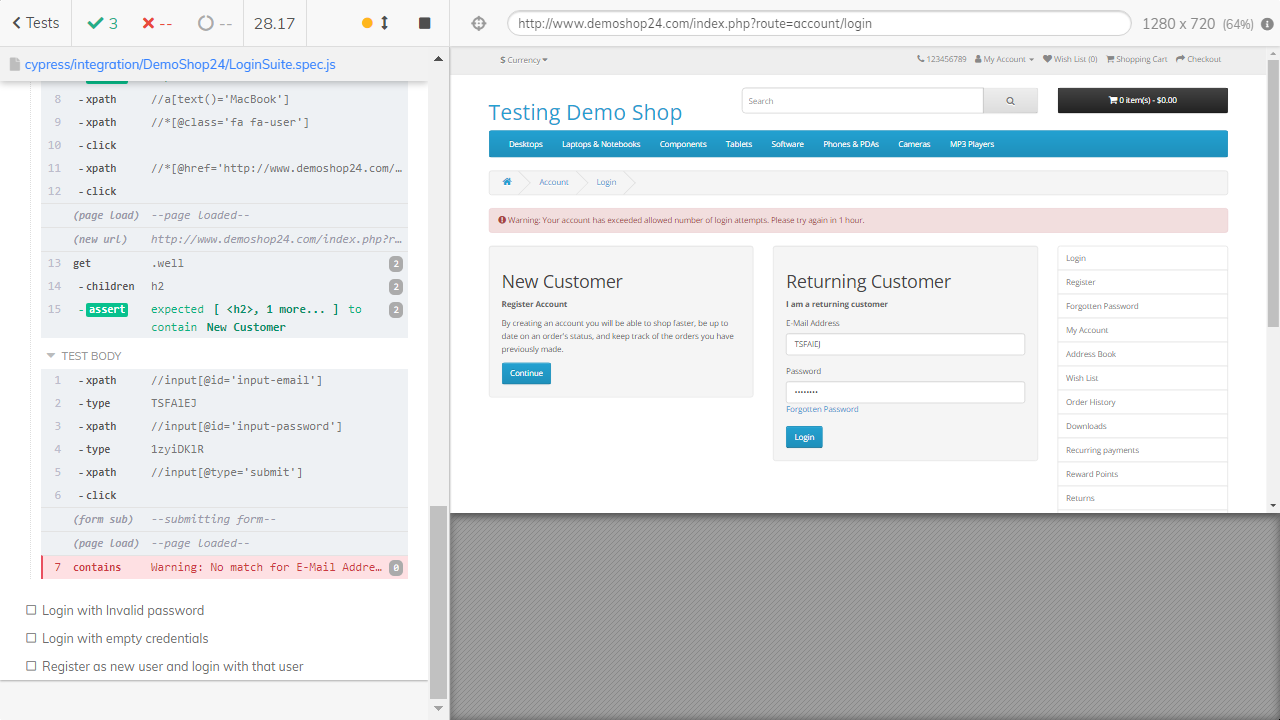 Tests
3
--
--
28.17
http://www.demoshop24.com/index.php?route=account/login
1280 x 720 (64%)
cypress/integration/DemoShop24/LoginSuite.spec.js
8 -xpath //a[text()='MacBook']
9 -xpath //*[@class='fa fa-user']
10 -click
11 -xpath //*[@href='http://www.demoshop24.com/…
12 -click
(page load) --page loaded--
(new url) http://www.demoshop24.com/index.php?r…
13 get .well 2
14 -children h2 2
15 -assert expected [ <h2>, 1 more... ] to 2
contain New Customer
TEST BODY
1 -xpath //input[@id='input-email']
2 -type TSFAlEJ
3 -xpath //input[@id='input-password']
4 -type 1zyiDKlR
5 -xpath //input[@type='submit']
6 -click
(form sub) --submitting form--
(page load) --page loaded--
7 contains Warning: No match for E-Mail Addre… 0
Login with Invalid password
Login with empty credentials
Register as new user and login with that user
$ Currency
123456789 My Account Wish List (0) Shopping Cart Checkout
Testing Demo Shop
Search
0 item(s) - $0.00
Desktops Laptops & Notebooks Components Tablets Software Phones & PDAs Cameras MP3 Players
Account Login
Warning: Your account has exceeded allowed number of login attempts. Please try again in 1 hour.
New Customer
Register Account
By creating an account you will be able to shop faster, be up to
date on an order's status, and keep track of the orders you have
previously made.
Continue
Returning Customer
I am a returning customer
E-Mail Address
TSFAlEJ
Password
••••••••
Forgotten Password
Login
Login
Register
Forgotten Password
My Account
Address Book
Wish List
Order History
Downloads
Recurring payments
Reward Points
Returns